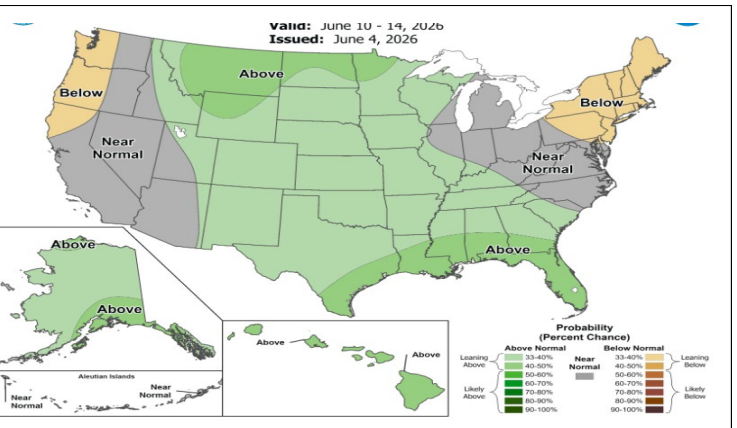 Valid: June 10 - 14, 2026
Issued: June 4, 2026
Above
Below
Below
Near
Normal
Near
Normal
Above
Above
Above
Above
Above
Aleutian Islands
Near
Normal
Near
Normal
Probability
(Percent Chance)
Above Normal
Below Normal
Leaning
Above
33-40%
40-50%
50-60%
60-70%
70-80%
80-90%
90-100%
Likely
Above
Near
Normal
33-40%
40-50%
50-60%
60-70%
70-80%
80-90%
90-100%
Leaning
Below
Likely
Below